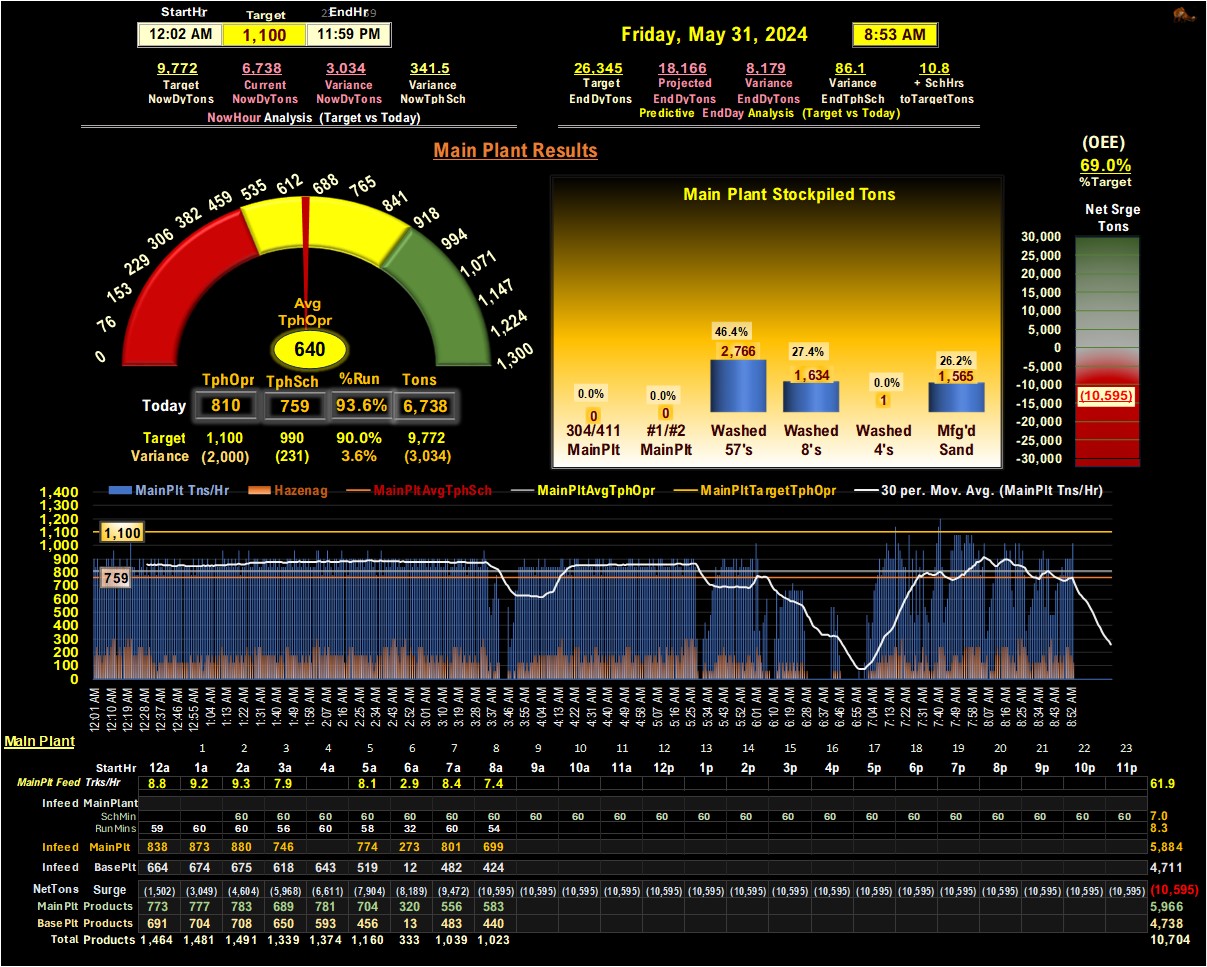 StartHr Target EndHr
12:02 AM 1,100 11:59 PM
Friday, May 31, 2024 8:53 AM
9,772 6,738 3,034 341.5
Target Current Variance Variance
NowDyTons NowDyTons NowDyTons NowTphSch
NowHour Analysis (Target vs Today)
26,345 18,166 8,179 86.1 10.8
Target Projected Variance Variance + SchHrs
EndDyTons EndDyTons EndDyTons EndTphSch toTargetTons
Predictive EndDay Analysis (Target vs Today)
Main Plant Results
(OEE)
69.0%
%Target
0 76 153 229 306 382 459 535 612 688 765 841 918 994 1,071 1,147 1,224 1,300
Avg
TphOpr
640
TphOpr TphSch %Run Tons
Today 810 759 93.6% 6,738
Target 1,100 990 90.0% 9,772
Variance (2,000) (231) 3.6% (3,034)
Main Plant Stockpiled Tons
0.0% 0.0% 46.4% 27.4% 0.0% 26.2%
0 0 2,766 1,634 1 1,565
304/411 #1/#2 Washed Washed Washed Mfg'd
MainPlt MainPlt 57's 8's 4's Sand
Net Srge
Tons
30,000
25,000
20,000
15,000
10,000
5,000
0
-5,000
-10,000
(10,595)
-15,000
-20,000
-25,000
-30,000
MainPlt Tns/Hr Hazenag MainPltAvgTphSch MainPltAvgTphOpr MainPltTargetTphOpr 30 per. Mov. Avg. (MainPlt Tns/Hr)
1,400
1,300
1,200
1,100
1,000
900
800
700
600
500
400
300
200
100
0
1,100
759
12:01 AM 12:10 AM 12:19 AM 12:28 AM 12:37 AM 12:46 AM 12:55 AM 1:04 AM 1:13 AM 1:22 AM 1:31 AM 1:40 AM 1:49 AM 1:58 AM 2:07 AM 2:16 AM 2:25 AM 2:34 AM 2:43 AM 2:52 AM 3:01 AM 3:10 AM 3:19 AM 3:28 AM 3:37 AM 3:46 AM 3:55 AM 4:04 AM 4:13 AM 4:22 AM 4:31 AM 4:40 AM 4:49 AM 4:58 AM 5:07 AM 5:16 AM 5:25 AM 5:34 AM 5:43 AM 5:52 AM 6:01 AM 6:10 AM 6:19 AM 6:28 AM 6:37 AM 6:46 AM 6:55 AM 7:04 AM 7:13 AM 7:22 AM 7:31 AM 7:40 AM 7:49 AM 7:58 AM 8:07 AM 8:16 AM 8:25 AM 8:34 AM 8:43 AM 8:52 AM
Main Plant
1 2 3 4 5 6 7 8 9 10 11 12 13 14 15 16 17 18 19 20 21 22 23
StartHr 12a 1a 2a 3a 4a 5a 6a 7a 8a 9a 10a 11a 12p 1p 2p 3p 4p 5p 6p 7p 8p 9p 10p 11p
MainPlt Feed Trks/Hr 8.8 9.2 9.3 7.9 8.1 2.9 8.4 7.4 61.9
Infeed MainPlant
SchMin 60 60 60 60 60 60 60 60 60 60 60 60 60 60 60 60 60 60 60 60 60 60 7.0
RunMins 59 60 60 56 60 58 32 60 54 8.3
Infeed MainPlt 838 873 880 746 774 273 801 699 5,884
Infeed BasePlt 664 674 675 618 643 519 12 482 424 4,711
NetTons Surge (1,502) (3,049) (4,604) (5,968) (6,611) (7,904) (8,189) (9,472) (10,595) (10,595) (10,595) (10,595) (10,595) (10,595) (10,595) (10,595) (10,595) (10,595) (10,595) (10,595) (10,595) (10,595) (10,595) (10,595) (10,595)
MainPlt Products 773 777 783 689 781 704 320 556 583 5,966
BasePlt Products 691 704 708 650 593 456 13 483 440 4,738
Total Products 1,464 1,481 1,491 1,339 1,374 1,160 333 1,039 1,023 10,704